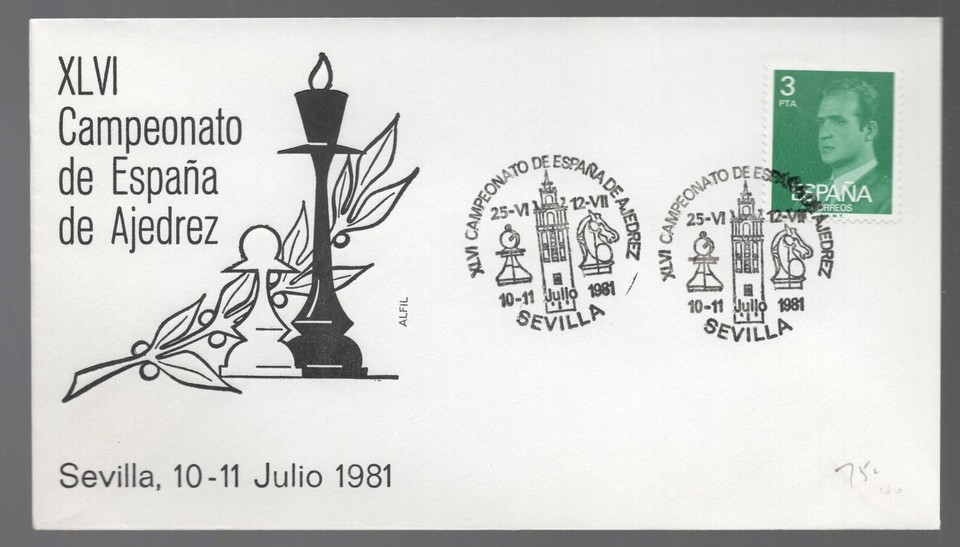 XLVI
Campeonato
de España
de Ajedrez
ALFIL
Sevilla, 10-11 Julio 1981
XLVI CAMPEONATO DE ESPAÑA DE AJEDREZ
25-VI 12-VII
10-11 Julio 1981
SEVILLA
XLVI CAMPEONATO DE ESPAÑA DE AJEDREZ
25-VI 12-VII
10-11 Julio 1981
SEVILLA
3
PTA
ESPAÑA
CORREOS
75